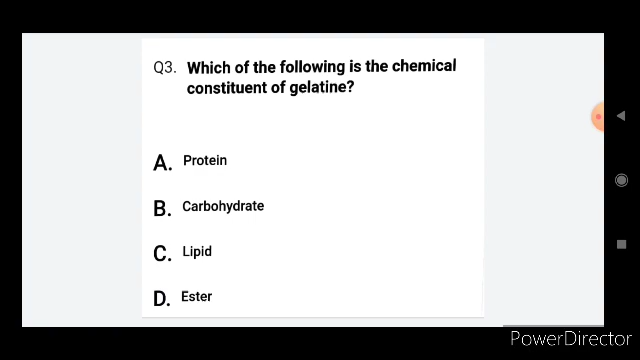 Q3. Which of the following is the chemical
constituent of gelatine?
A. Protein
B. Carbohydrate
C. Lipid
D. Ester
PowerDirector